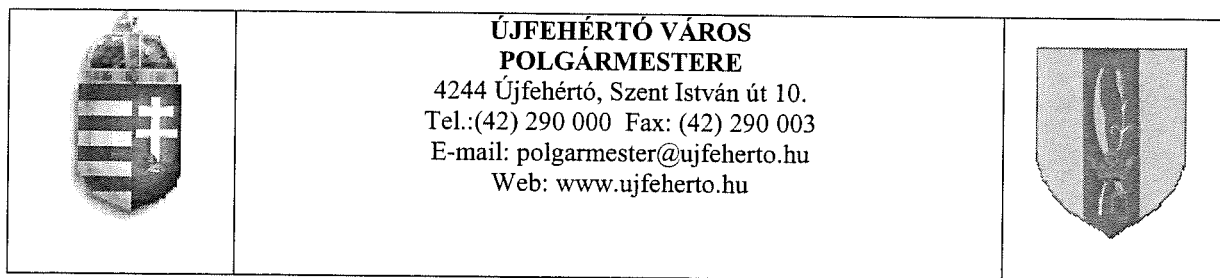 ÚJFEHÉRTÓ VÁROS
POLGÁRMESTERE
4244 Újfehértó, Szent István út 10.
Tel.:(42) 290 000 Fax: (42) 290 003
E-mail: polgarmester@ujfeherto.hu
Web: www.ujfeherto.hu